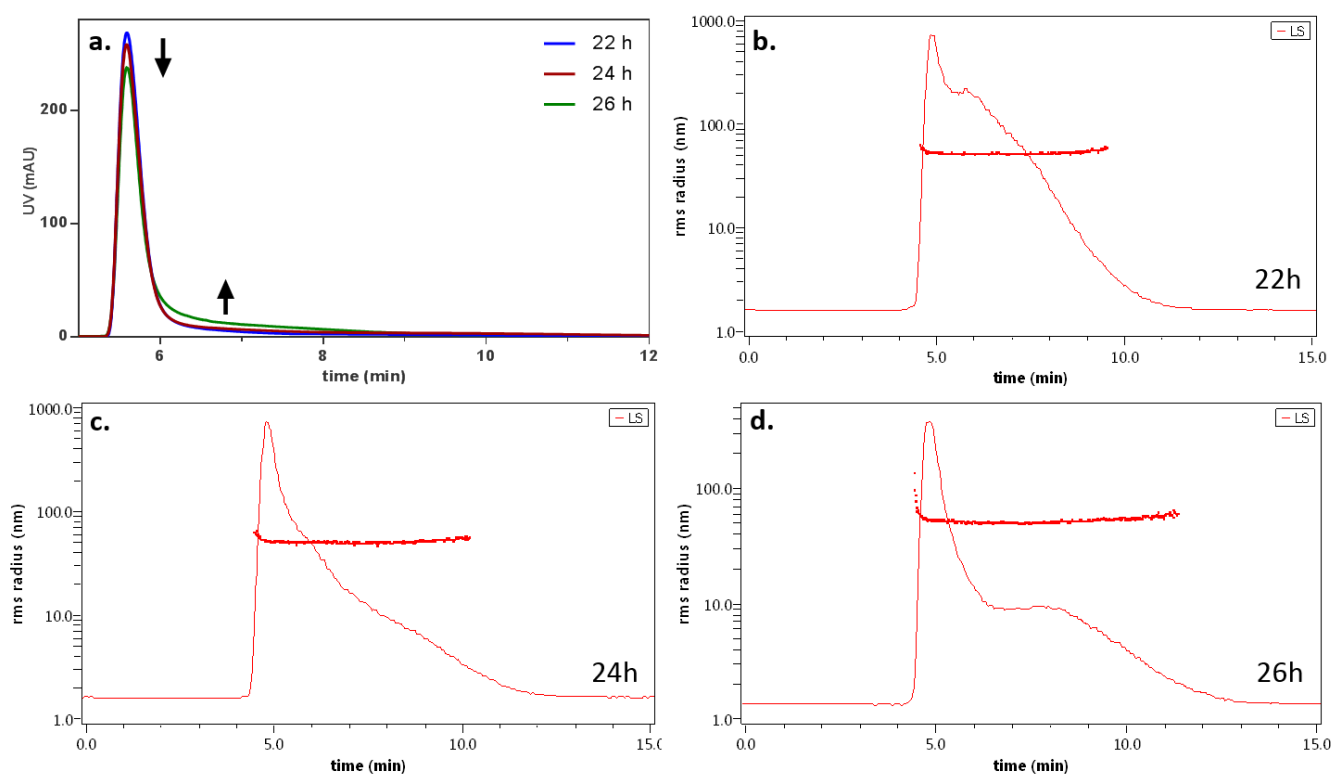 a.
22 h
24 h
26 h
200
100
0
UV (mAU)
6
8
10
12
time (min)
b.
LS
1000.0
100.0
10.0
1.0
rms radius (nm)
22h
0.0
5.0
10.0
15.0
time (min)
c.
LS
1000.0
100.0
10.0
1.0
rms radius (nm)
24h
0.0
5.0
10.0
15.0
time (min)
d.
LS
100.0
10.0
1.0
rms radius (nm)
26h
0.0
5.0
10.0
15.0
time (min)